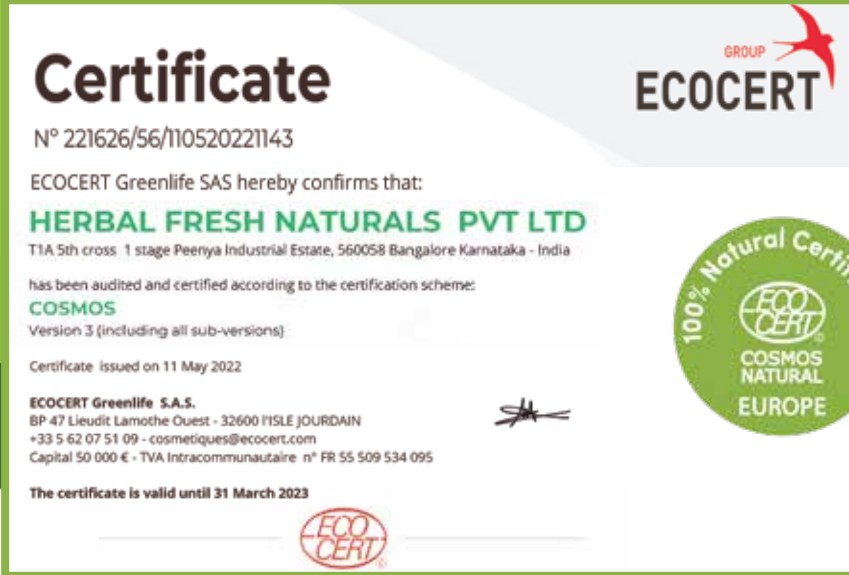 Certificate
N° 221626/56/110520221143
GROUP
ECOCERT
ECOCERT Greenlife SAS hereby confirms that:
HERBAL FRESH NATURALS PVT LTD
T1A 5th cross 1 stage Peenya Industrial Estate, 560058 Bangalore Karnataka - India
has been audited and certified according to the certification scheme:
COSMOS
Version 3 (including all sub-versions)
Certificate issued on 11 May 2022
ECOCERT Greenlife S.A.S.
BP 47 Lieudit Lamothe Ouest - 32600 l'ISLE JOURDAIN
+33 5 62 07 51 09 - cosmetiques@ecocert.com
Capital 50 000 € - TVA Intracommunautaire n° FR 55 509 534 095
The certificate is valid until 31 March 2023
100% Natural Certifi
ECO
CERT
COSMOS
NATURAL
EUROPE
ECO
CERT